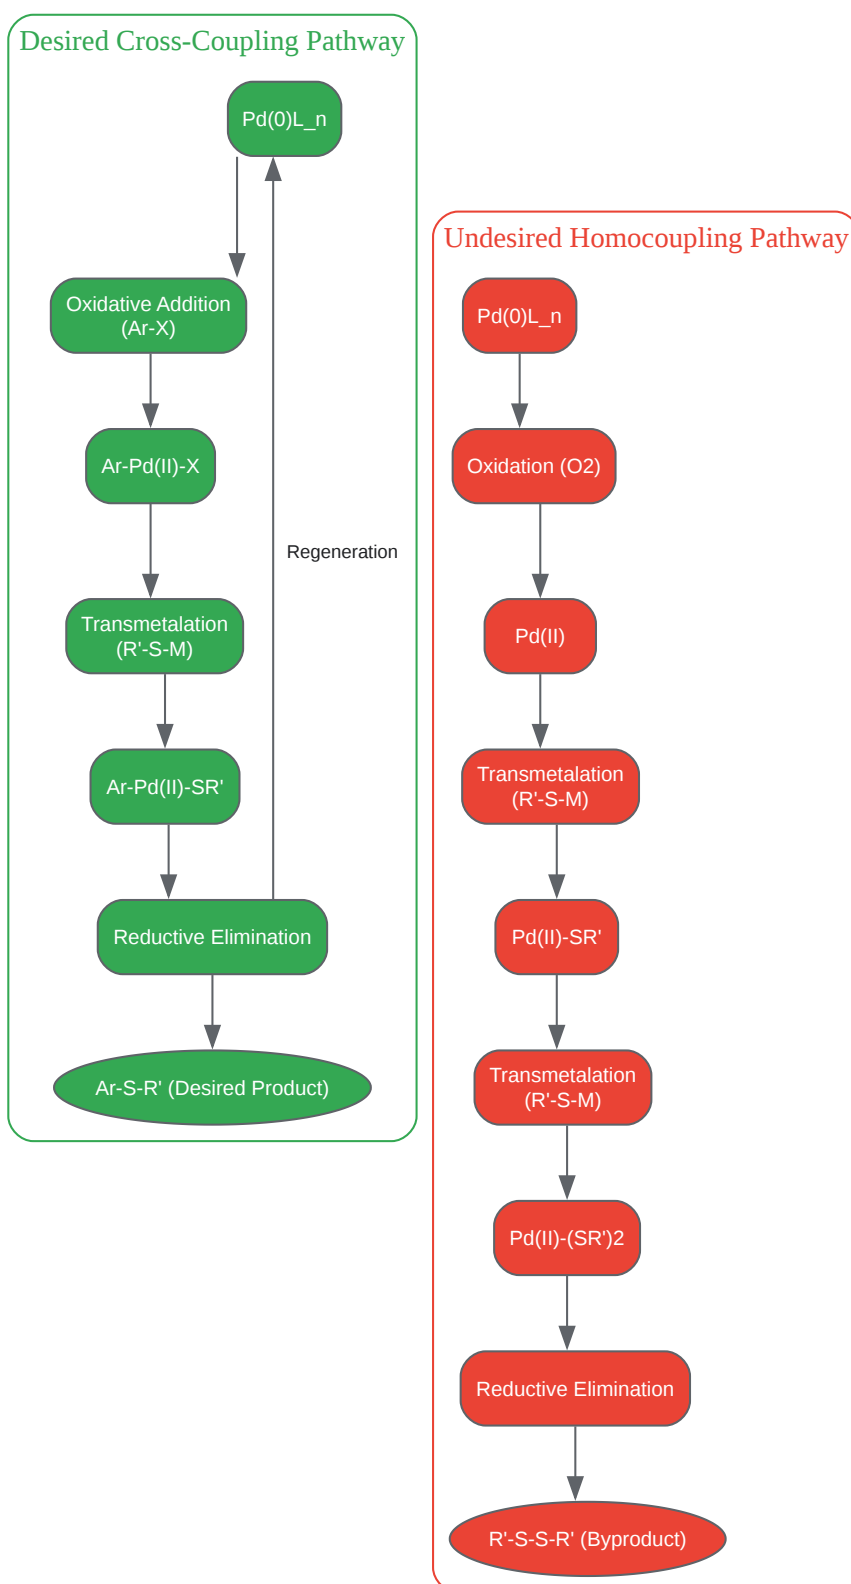 Desired Cross-Coupling Pathway
Pd(0)L_n
Oxidative Addition
(Ar-X)
Ar-Pd(II)-X
Regeneration
Transmetalation
(R'-S-M)
Ar-Pd(II)-SR'
Reductive Elimination
Ar-S-R' (Desired Product)
Undesired Homocoupling Pathway
Pd(0)L_n
Oxidation (O2)
Pd(II)
Transmetalation
(R'-S-M)
Pd(II)-SR'
Transmetalation
(R'-S-M)
Pd(II)-(SR')2
Reductive Elimination
R'-S-S-R' (Byproduct)